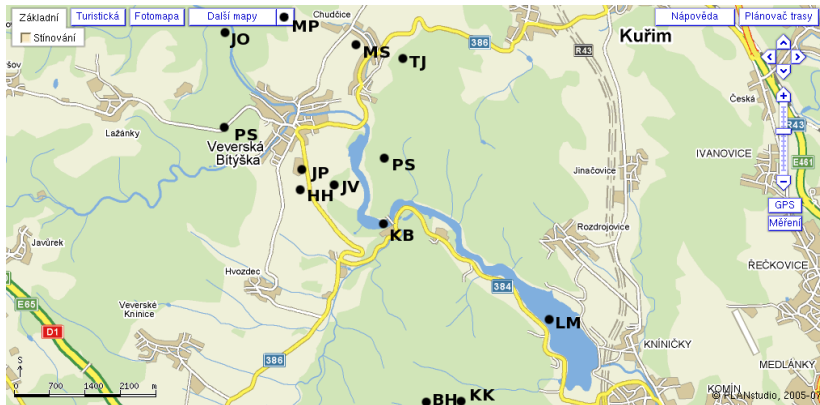 Základní
Turistická
Fotomapa
Další mapy
MP
Chudčice
Nápověda
Plánovač trasy
Stínování
JO
MS
386
TJ
R43
Kuřim
Lažánky
PS
Veverská
Bítýška
Česká
R43
IVANOVICE
E461
PS
JP
JV
HH
Jinačovice
GPS
Měření
KB
Rozdrojovice
Javůrek
Hvozdec
ŘEČKOVICE
384
E65
Veverské
Knínice
D1
LM
KNÍNIČKY
386
MEDLÁNKY
S
0 700 1400 2100 m
BH
KK
KOMÍN
© PLANstudio, 2005-07